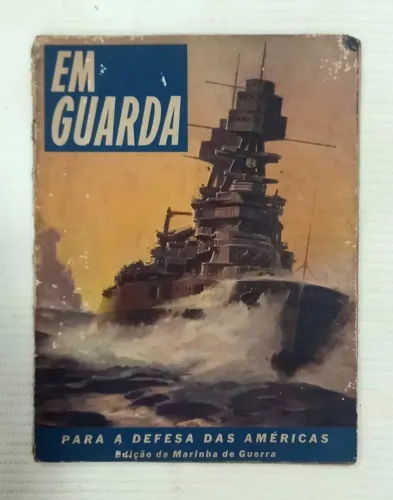 EM
GUARDA
PARA A DEFESA DAS AMÉRICAS
Edição da Marinha de Guerra